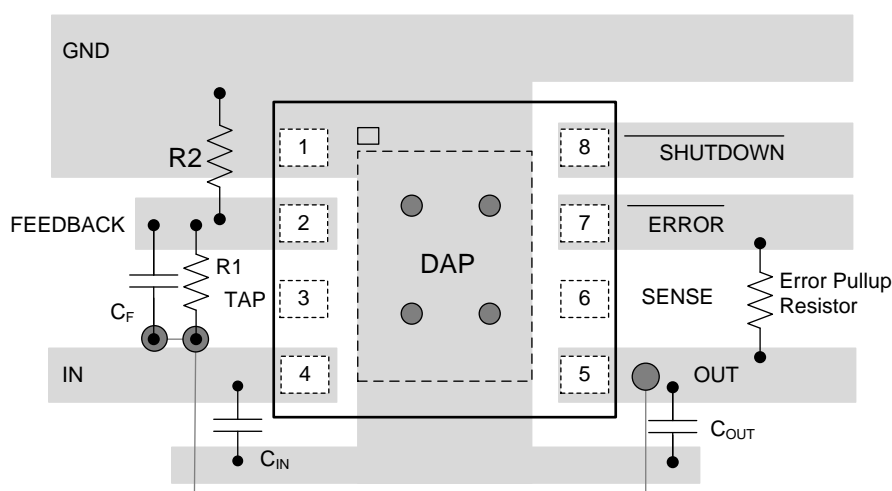 GND
1
8
SHUTDOWN
R2
FEEDBACK
2
7
ERROR
R1
DAP
TAP
3
6
SENSE
Error Pullup
Resistor
CF
IN
4
5
OUT
CIN
COUT